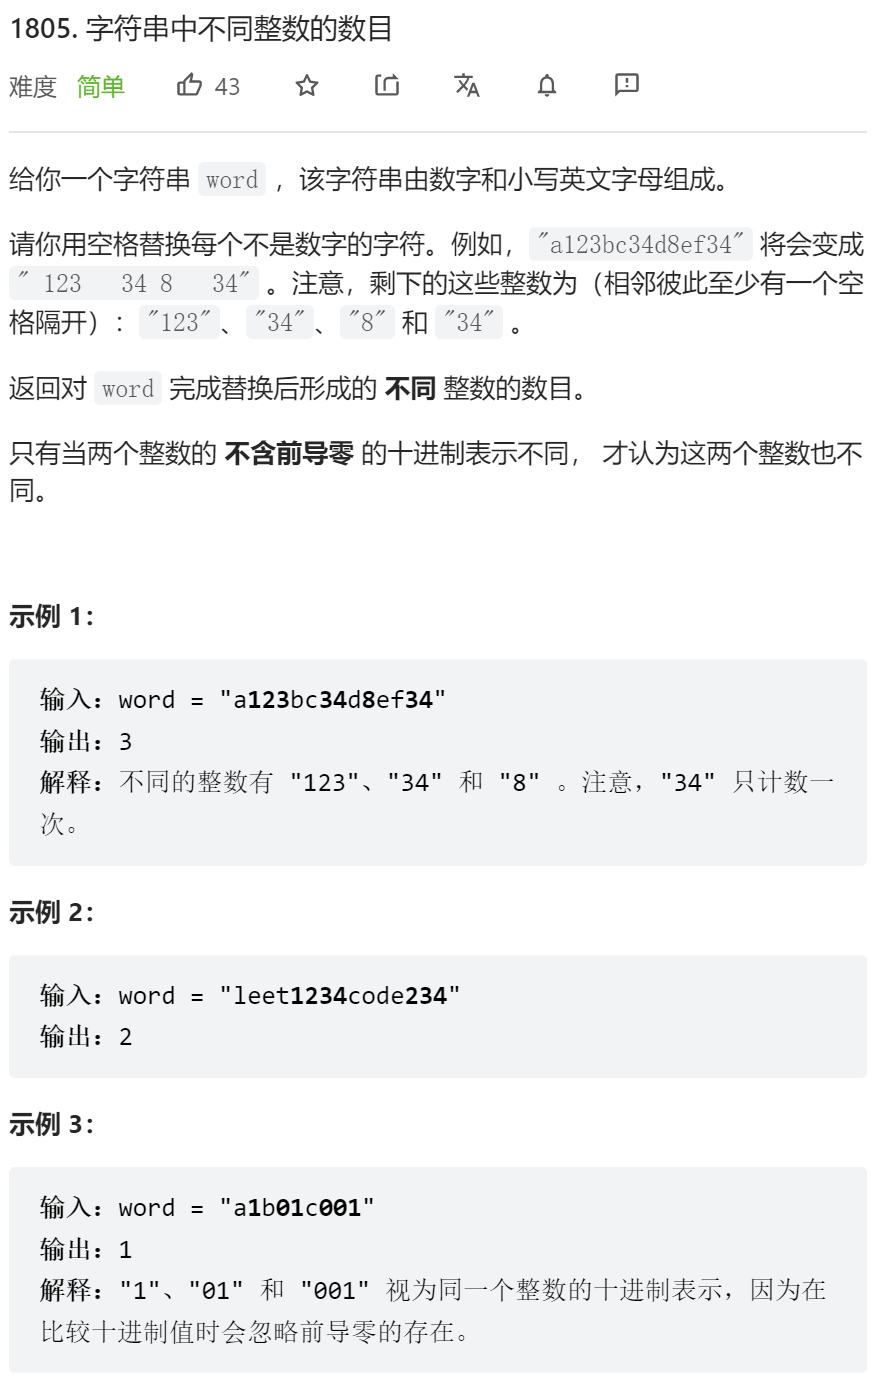 1805. 字符串中不同整数的数目
难度 简单 43
给你一个字符串 word ，该字符串由数字和小写英文字母组成。
请你用空格替换每个不是数字的字符。例如，"a123bc34d8ef34" 将会变成
" 123  34 8  34" 。注意，剩下的这些整数为（相邻彼此至少有一个空
格隔开）："123"、"34"、"8" 和 "34" 。
返回对 word 完成替换后形成的 不同 整数的数目。
只有当两个整数的 不含前导零 的十进制表示不同， 才认为这两个整数也不
同。
示例 1：
输入：word = "a123bc34d8ef34"
输出：3
解释：不同的整数有 "123"、"34" 和 "8" 。注意，"34" 只计数一
次。
示例 2：
输入：word = "leet1234code234"
输出：2
示例 3：
输入：word = "a1b01c001"
输出：1
解释："1"、"01" 和 "001" 视为同一个整数的十进制表示，因为在
比较十进制值时会忽略前导零的存在。